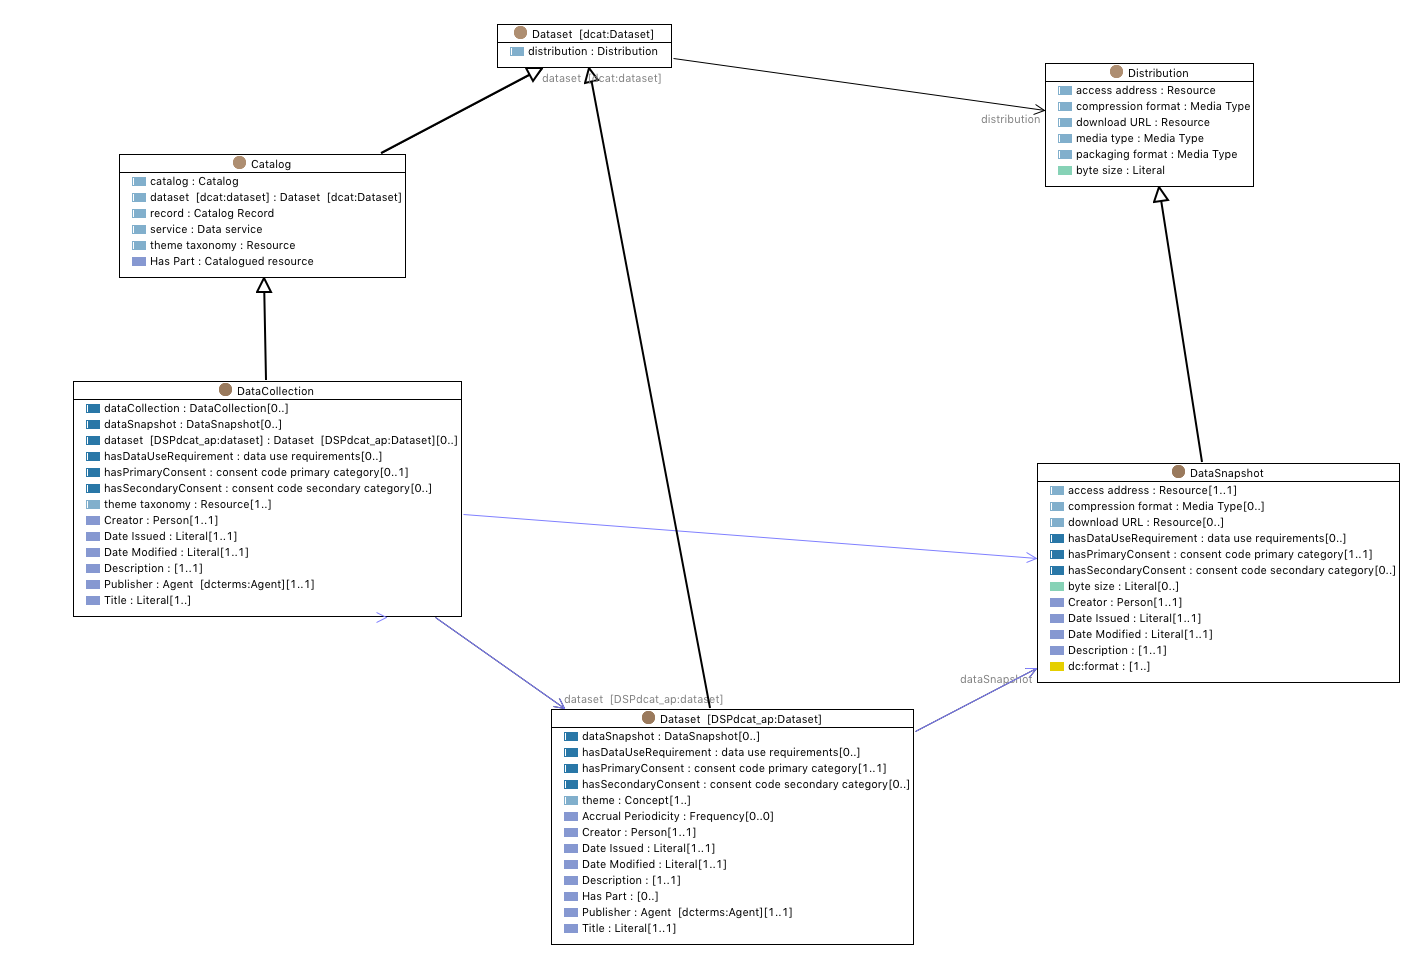 Dataset  [dcat:Dataset]
distribution : Distribution
dataset  [dcat:dataset]
Distribution
access address : Resource
compression format : Media Type
download URL : Resource
media type : Media Type
packaging format : Media Type
byte size : Literal
distribution
Catalog
catalog : Catalog
dataset  [dcat:dataset] : Dataset  [dcat:Dataset]
record : Catalog Record
service : Data service
theme taxonomy : Resource
Has Part : Catalogued resource
DataCollection
dataCollection : DataCollection[0..]
dataSnapshot : DataSnapshot[0..]
dataset  [DSPdcat_ap:dataset] : Dataset  [DSPdcat_ap:Dataset][0..]
hasDataUseRequirement : data use requirements[0..]
hasPrimaryConsent : consent code primary category[0..1]
hasSecondaryConsent : consent code secondary category[0..]
theme taxonomy : Resource[1..]
Creator : Person[1..1]
Date Issued : Literal[1..1]
Date Modified : Literal[1..1]
Description : [1..1]
Publisher : Agent  [dcterms:Agent][1..1]
Title : Literal[1..]
DataSnapshot
access address : Resource[1..1]
compression format : Media Type[0..]
download URL : Resource[0..]
hasDataUseRequirement : data use requirements[0..]
hasPrimaryConsent : consent code primary category[1..1]
hasSecondaryConsent : consent code secondary category[0..]
byte size : Literal[0..]
Creator : Person[1..1]
Date Issued : Literal[1..1]
Date Modified : Literal[1..1]
Description : [1..1]
dc:format : [1..]
dataSnapshot
dataset  [DSPdcat_ap:dataset]
Dataset  [DSPdcat_ap:Dataset]
dataSnapshot : DataSnapshot[0..]
hasDataUseRequirement : data use requirements[0..]
hasPrimaryConsent : consent code primary category[1..1]
hasSecondaryConsent : consent code secondary category[0..]
theme : Concept[1..]
Accrual Periodicity : Frequency[0..0]
Creator : Person[1..1]
Date Issued : Literal[1..1]
Date Modified : Literal[1..1]
Description : [1..1]
Has Part : [0..]
Publisher : Agent  [dcterms:Agent][1..1]
Title : Literal[1..1]